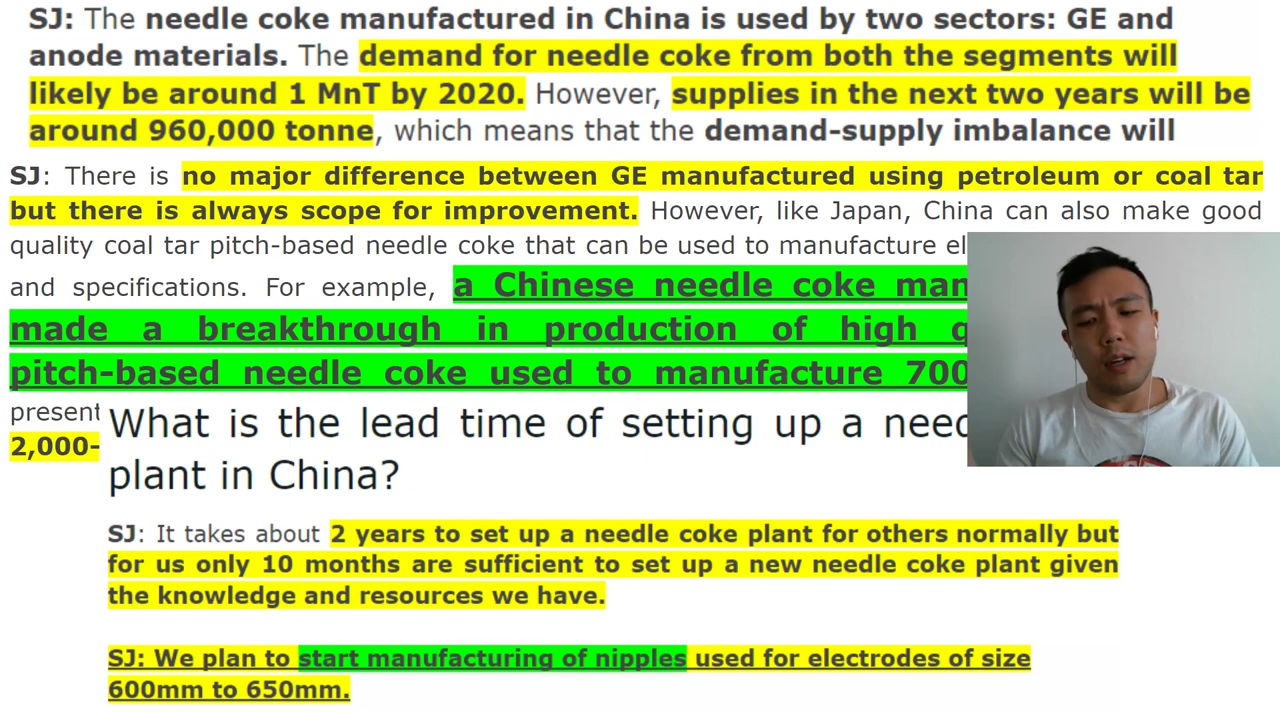 SJ: The needle coke manufactured in China is used by two sectors: GE and
anode materials. The demand for needle coke from both the segments will
likely be around 1 MnT by 2020. However, supplies in the next two years will be
around 960,000 tonne, which means that the demand-supply imbalance will
SJ: There is no major difference between GE manufactured using petroleum or coal tar
but there is always scope for improvement. However, like Japan, China can also make good
quality coal tar pitch-based needle coke that can be used to manufacture
and specifications. For example, a Chinese needle coke
made a breakthrough in production of high
pitch-based needle coke used to manufacture 700
present
2,000-
What is the lead time of setting up a
plant in China?
SJ: It takes about 2 years to set up a needle coke plant for others normally but
for us only 10 months are sufficient to set up a new needle coke plant given
the knowledge and resources we have.
SJ: We plan to start manufacturing of nipples used for electrodes of size
600mm to 650mm.